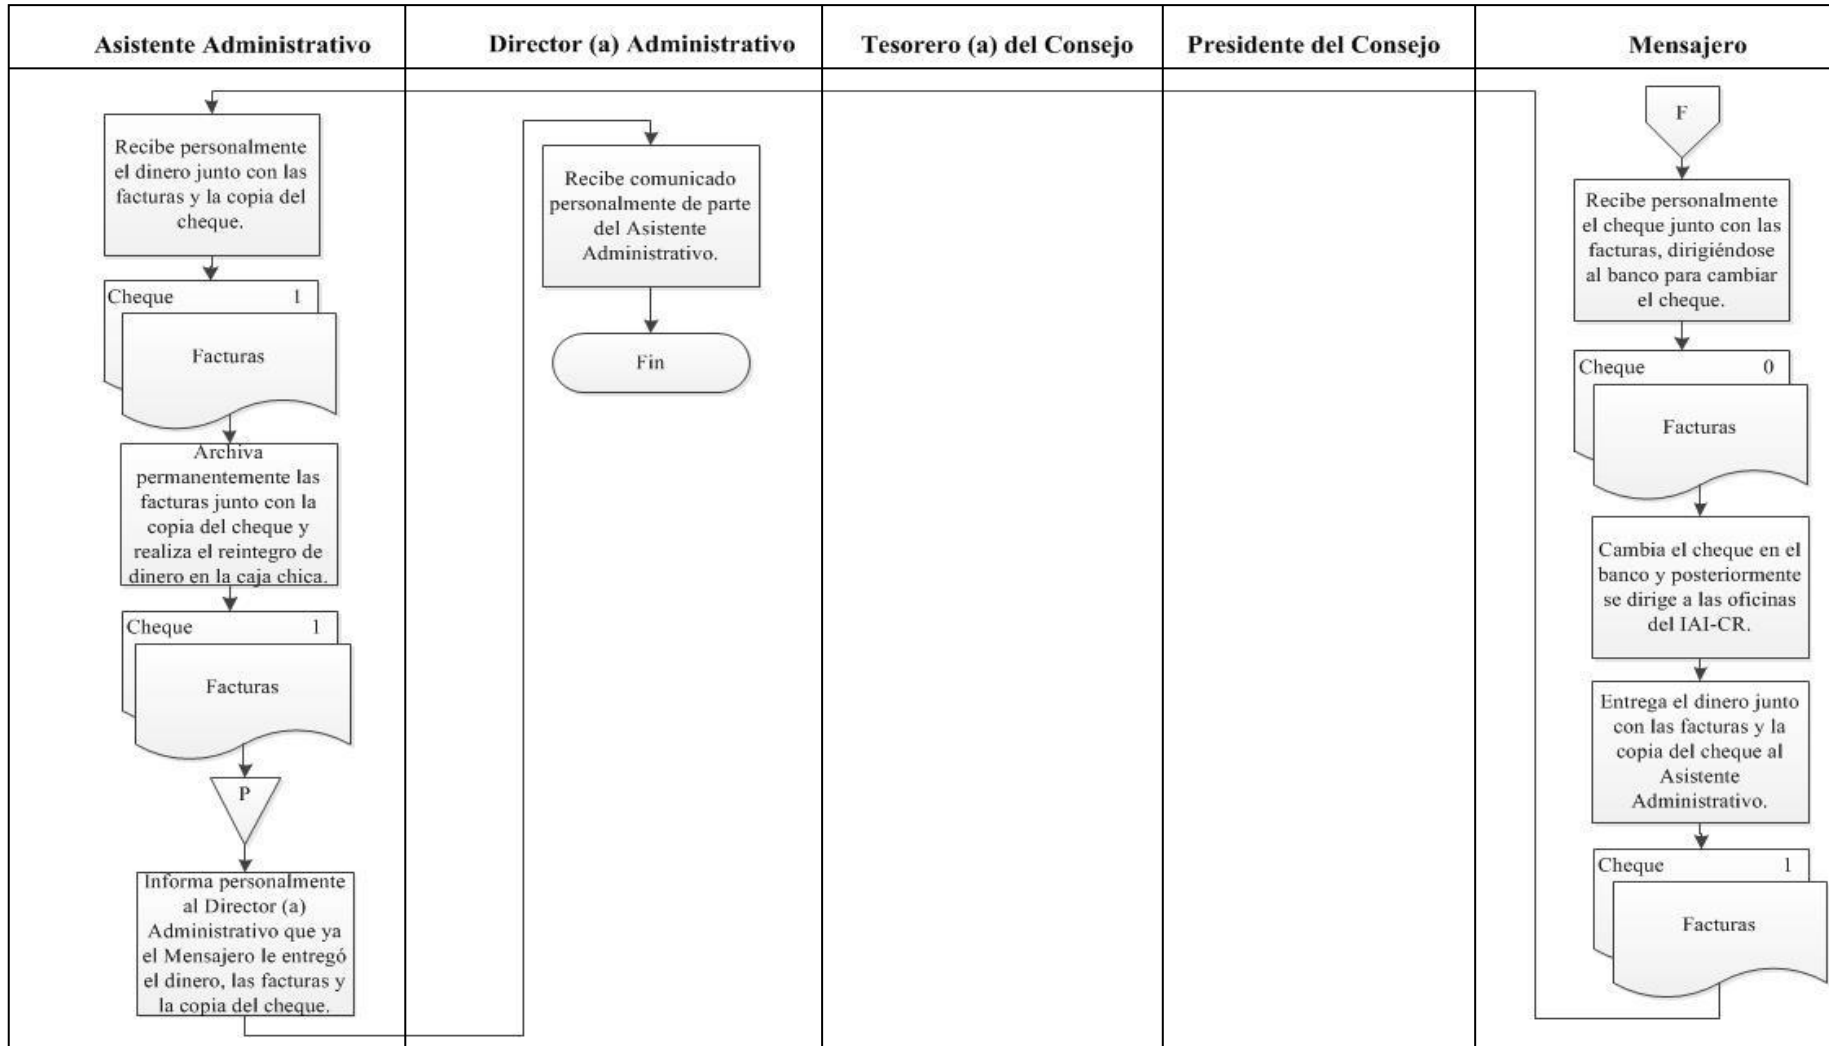 Asistente Administrativo
Director (a) Administrativo
Tesorero (a) del Consejo
Presidente del Consejo
Mensajero
Recibe personalmente
el dinero junto con las
facturas y la copia del
cheque.
Cheque 1
Facturas
Archiva
permanentemente las
facturas junto con la
copia del cheque y
realiza el reintegro de
dinero en la caja chica.
Cheque 1
Facturas
P
Informa personalmente
al Director (a)
Administrativo que ya
el Mensajero le entregó
el dinero, las facturas y
la copia del cheque.
Recibe comunicado
personalmente de parte
del Asistente
Administrativo.
Fin
F
Recibe personalmente
el cheque junto con las
facturas, dirigiéndose
al banco para cambiar
el cheque.
Cheque 0
Facturas
Cambia el cheque en el
banco y posteriormente
se dirige a las oficinas
del IAI-CR.
Entrega el dinero junto
con las facturas y la
copia del cheque al
Asistente
Administrativo.
Cheque 1
Facturas